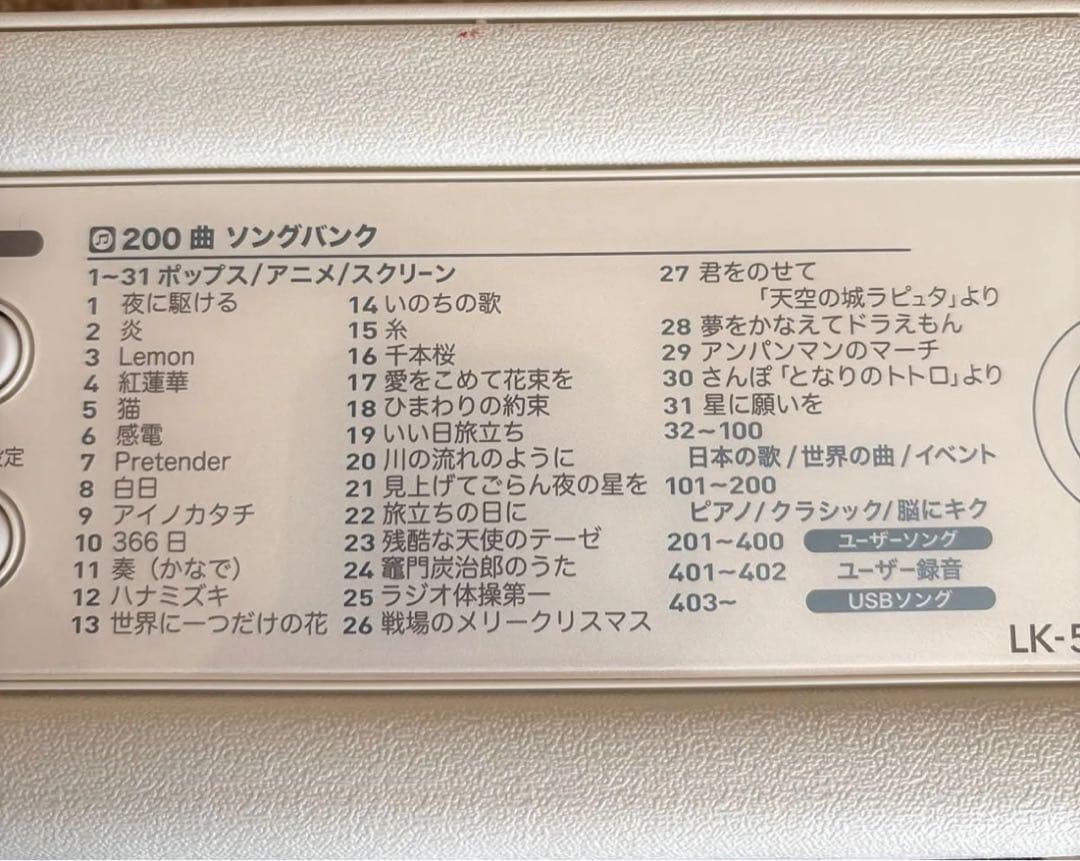 200 曲 ソングバンク
1~31 ポップス/アニメ/スクリーン
1 夜に駆ける
2 炎
3 Lemon
4 紅蓮華
5 猫
6 感電
7 Pretender
8 白日
9 アイノカタチ
10 366日
11 奏（かなで）
12 ハナミズキ
13 世界に一つだけの花
14 いのちの歌
15 糸
16 千本桜
17 愛をこめて花束を
18 ひまわりの約束
19 いい日旅立ち
20 川の流れのように
21 見上げてごらん夜の星を
22 旅立ちの日に
23 残酷な天使のテーゼ
24 竈門炭治郎のうた
25 ラジオ体操第一
26 戦場のメリークリスマス
27 君をのせて
「天空の城ラピュタ」より
28 夢をかなえてドラえもん
29 アンパンマンのマーチ
30 さんぽ「となりのトトロ」より
31 星に願いを
32~100
日本の歌/世界の曲/イベント
101~200
ピアノ/クラシック/脳にキク
201~400 ユーザーソング
401~402 ユーザー録音
403~ USBソング
LK-5
定